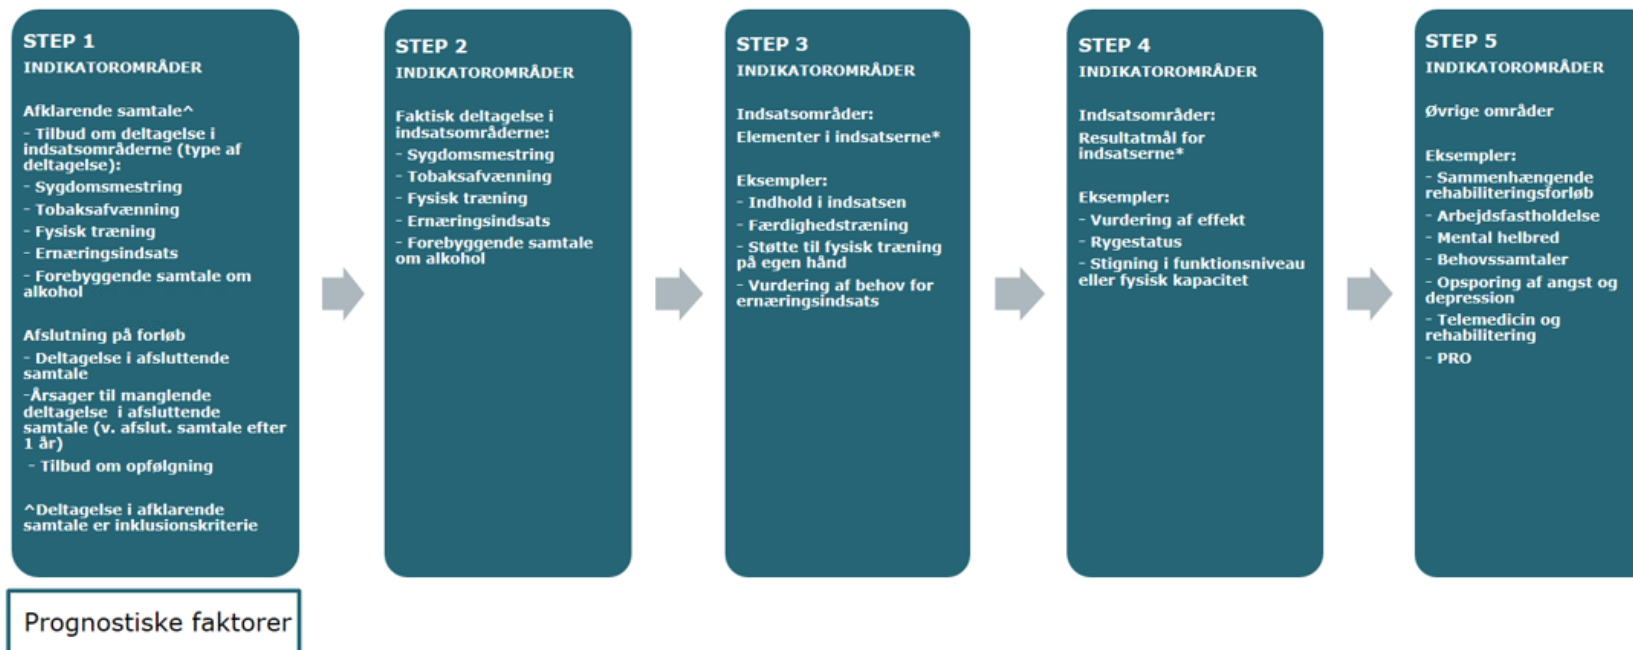 STEP 1
INDIKATOROMRÅDER
Afklarende samtale^
- Tilbud om deltagelse i
indsatsområderne (type af
deltagelse):
- Sygdomsmestring
- Tobaksafvænning
- Fysisk træning
- Ernæringsindsats
- Forebyggende samtale om
alkohol
Afslutning på forløb
- Deltagelse i afsluttende
samtale
-Årsager til manglende
deltagelse i afsluttende
samtale (v. afslut. samtale efter
1 år)
- Tilbud om opfølgning
^Deltagelse i afklarende
samtale er inklusionskriterie
Prognostiske faktorer
STEP 2
INDIKATOROMRÅDER
Faktisk deltagelse i
indsatsområderne:
- Sygdomsmestring
- Tobaksafvænning
- Fysisk træning
- Ernæringsindsats
- Forebyggende samtale
om alkohol
STEP 3
INDIKATOROMRÅDER
Indsatsområder:
Elementer i indsatserne*
Eksempler:
- Indhold i indsatsen
- Færdighedstræning
- Støtte til fysisk træning
på egen hånd
- Vurdering af behov for
ernæringsindsats
STEP 4
INDIKATOROMRÅDER
Indsatsområder:
Resultatmål for
indsatserne*
Eksempler:
- Vurdering af effekt
- Rygestatus
- Stigning i funktionsniveau
eller fysisk kapacitet
STEP 5
INDIKATOROMRÅDER
Øvrige områder
Eksempler:
- Sammenhængende
rehabiliteringsforløb
- Arbejdsfastholdelse
- Mental helbred
- Behovssamtaler
- Opsporing af angst og
depression
- Telemedicin og
rehabilitering
- PRO